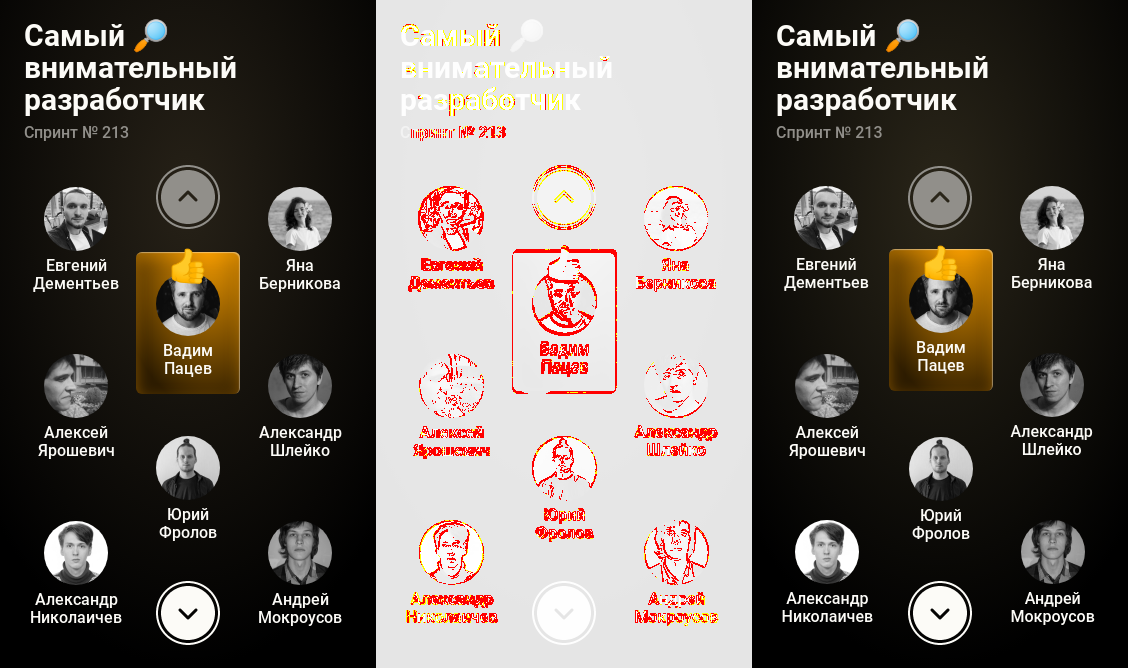 Самый 🔎
внимательный
разработчик
Спринт № 213
Евгений
Дементьев
Яна
Берникова
Вадим
Пацев
Алексей
Ярошевич
Александр
Шлейко
Юрий
Фролов
Александр
Николаичев
Андрей
Мокроусов
Самый 🔎
внимательный
разработчик
Спринт № 213
Евгений
Дементьев
Яна
Берникова
Вадим
Пацев
Алексей
Ярошевич
Александр
Шлейко
Юрий
Фролов
Александр
Николаичев
Андрей
Мокроусов
Самый 🔎
внимательный
разработчик
Спринт № 213
Евгений
Дементьев
Яна
Берникова
Вадим
Пацев
Алексей
Ярошевич
Александр
Шлейко
Юрий
Фролов
Александр
Николаичев
Андрей
Мокроусов